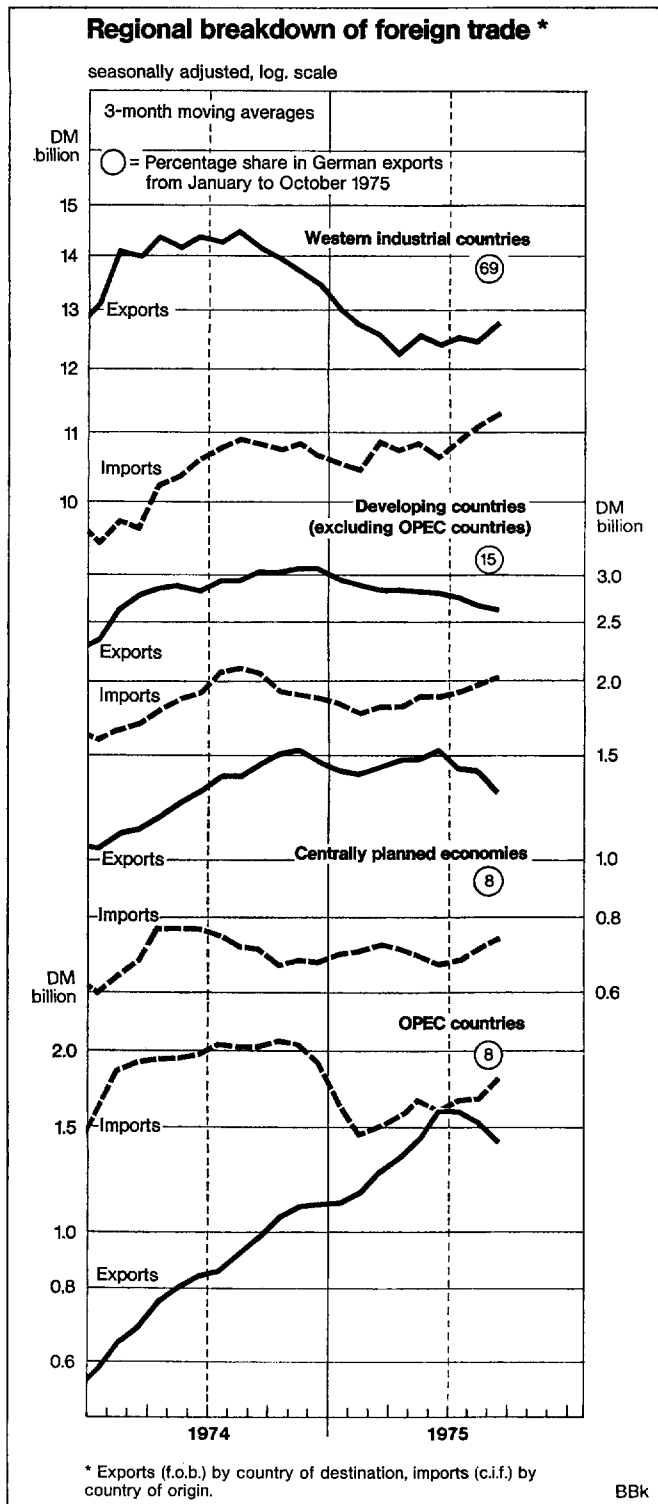 Regional breakdown of foreign trade *
seasonally adjusted, log. scale
3-month moving averages
DM
billion
= Percentage share in German exports
from January to October 1975
15
14
Western industrial countries
69
13
Exports
12
11
Imports
10
Developing countries
(excluding OPEC countries)
DM
billion
15
3.0
2.5
Exports
Imports
2.0
1.5
Exports
Centrally planned economies
1.0
8
Imports
0.8
DM
billion
0.6
OPEC countries
2.0
8
Imports
1.5
1.0
Exports
0.8
0.6
1974
1975
* Exports (f.o.b.) by country of destination, imports (c.i.f.) by
country of origin.
BBk